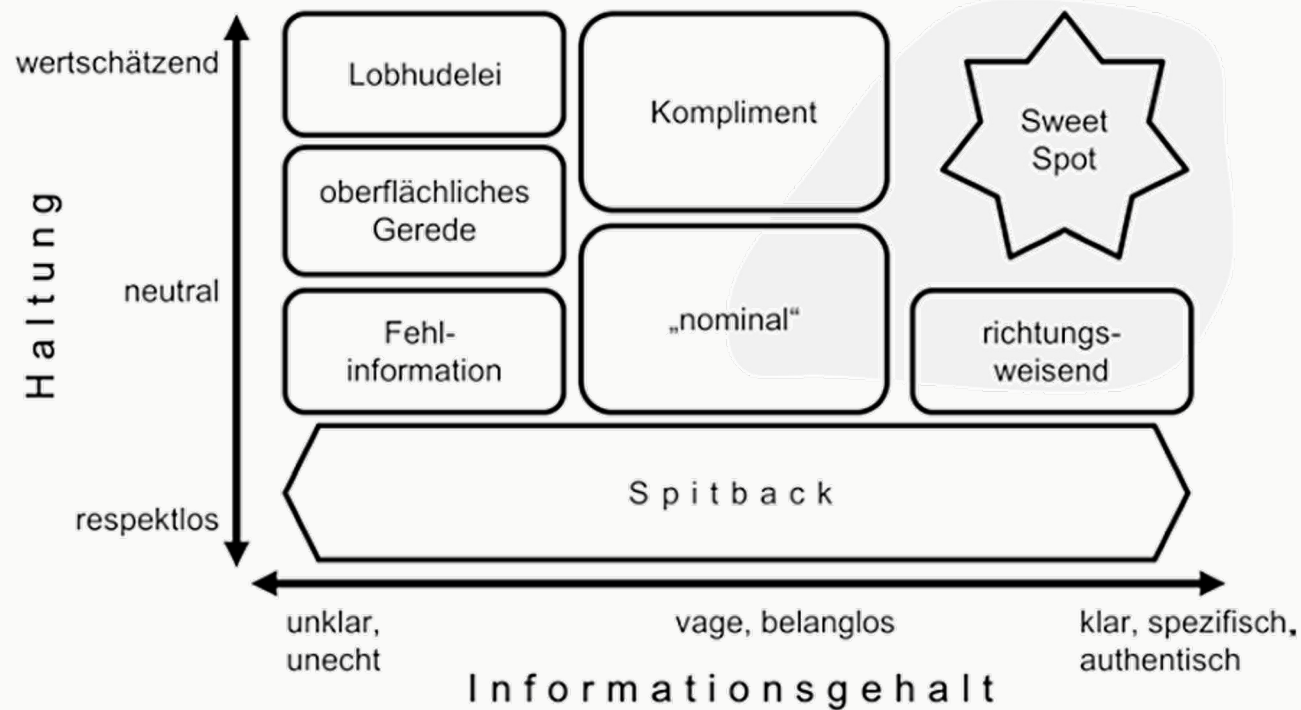 wertschätzend
Lobhudelei
Kompliment
Sweet
Spot
oberflächliches
Gerede
Haltung
neutral
Fehl-
information
„nominal“
richtungs-
weisend
respektlos
Spitback
unklar,
unecht
vage, belanglos
klar, spezifisch,
authentisch
Informationsgehalt